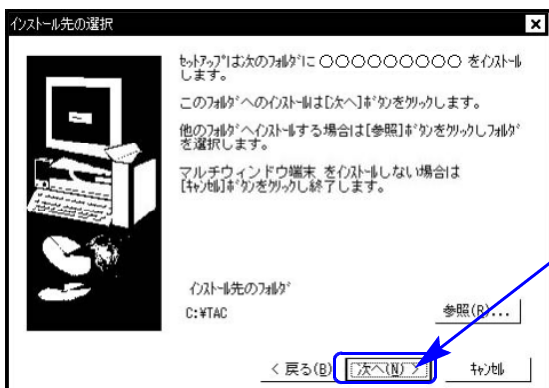 インストール先の選択
ｾｯﾄｱｯﾌﾟは次のﾌｫﾙﾀﾞに○○○○○○○○○ をｲﾝｽﾄｰﾙ
します。
このﾌｫﾙﾀﾞへのｲﾝｽﾄｰﾙは[次へ]ﾎﾞﾀﾝをｸﾘｯｸします。
他のﾌｫﾙﾀﾞへｲﾝｽﾄｰﾙする場合は[参照]ﾎﾞﾀﾝをｸﾘｯｸしﾌｫﾙﾀﾞ
を選択します。
マルチウィンドウ端末 をｲﾝｽﾄｰﾙしない場合は
[ｷｬﾝｾﾙ]ﾎﾞﾀﾝをｸﾘｯｸし終了します。
ｲﾝｽﾄｰﾙ先のﾌｫﾙﾀﾞ
C:¥TAC
参照(R)...
< 戻る(B)
次へ(N) >
ｷｬﾝｾﾙ